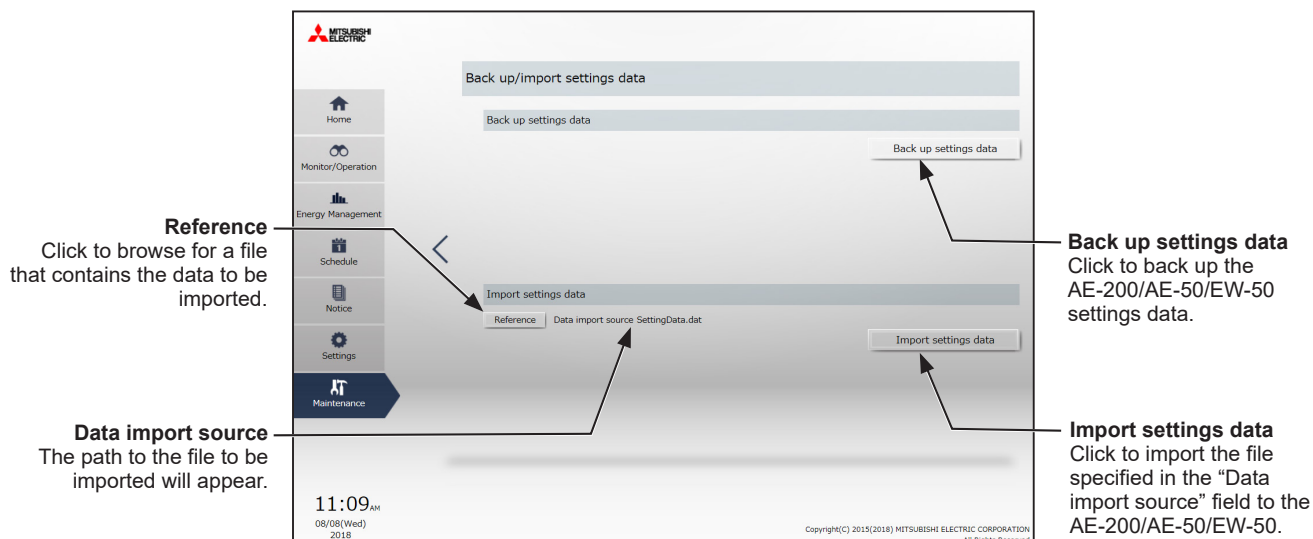 MITSUBISHI
ELECTRIC
Back up/import settings data
Home
Back up settings data
Back up settings data
Monitor/Operation
Energy Management
Reference
Click to browse for a file
that contains the data to be
imported.
Schedule
Back up settings data
Click to back up the
AE-200/AE-50/EW-50
settings data.
Notice
Import settings data
Reference Data import source SettingData.dat
Import settings data
Settings
Maintenance
Data import source
The path to the file to be
imported will appear.
Import settings data
Click to import the file
specified in the “Data
import source” field to the
AE-200/AE-50/EW-50.
11:09AM
08/08(Wed)
2018
Copyright(C) 2015(2018) MITSUBISHI ELECTRIC CORPORATION
All Rights Reserved